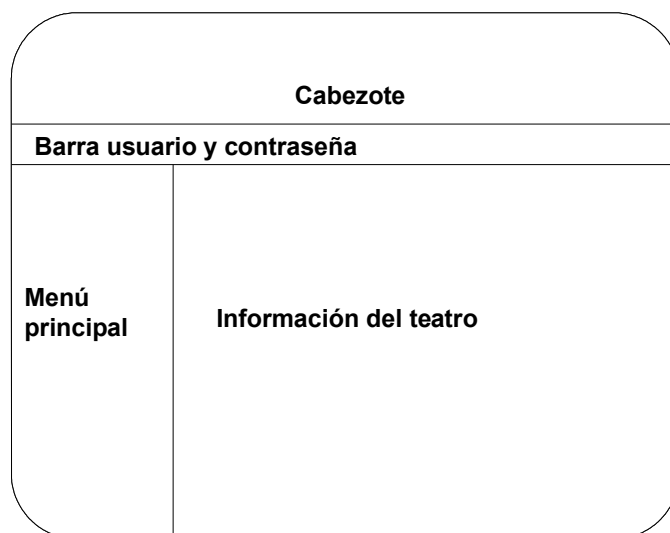 Cabezote
Barra usuario y contraseña
Menú
principal
Información del teatro